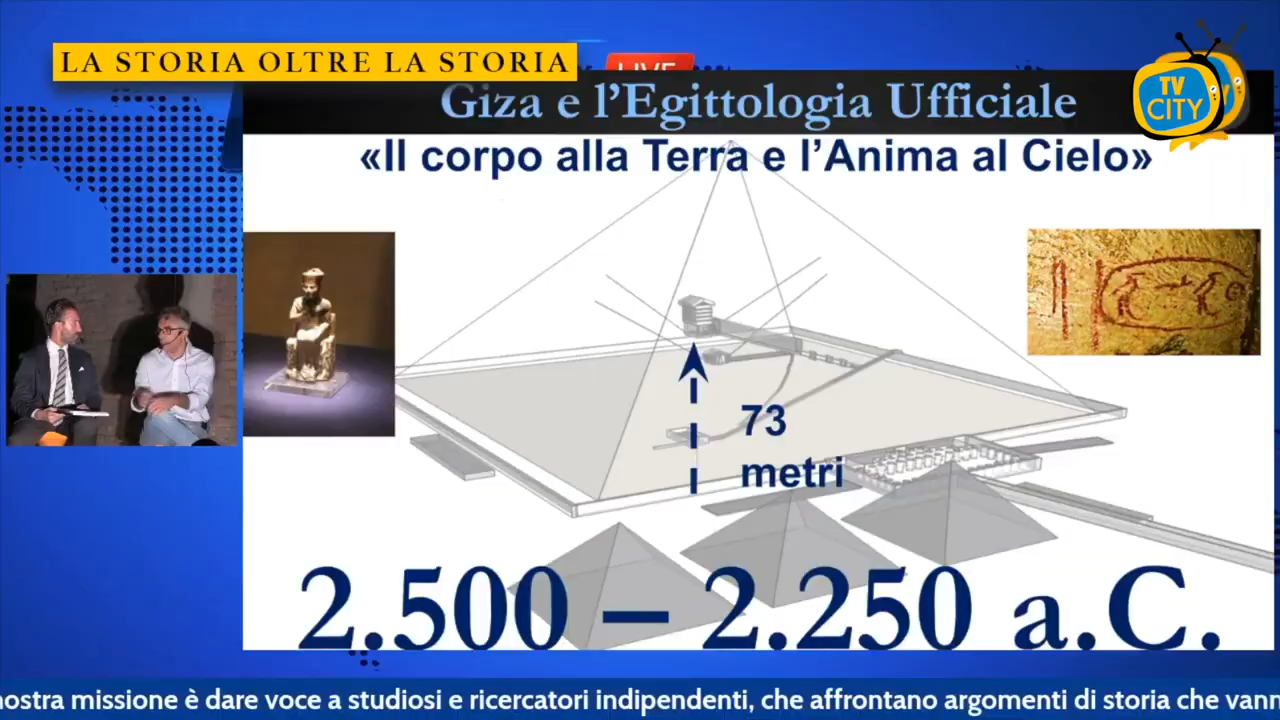 LA STORIA OLTRE LA STORIA
LIVE
TV
CITY
Giza e l'Egittologia Ufficiale
«Il corpo alla Terra e l'Anima al Cielo»
73
metri
2.500 – 2.250 a.C.
nostra missione è dare voce a studiosi e ricercatori indipendenti, che affrontano argomenti di storia che vann